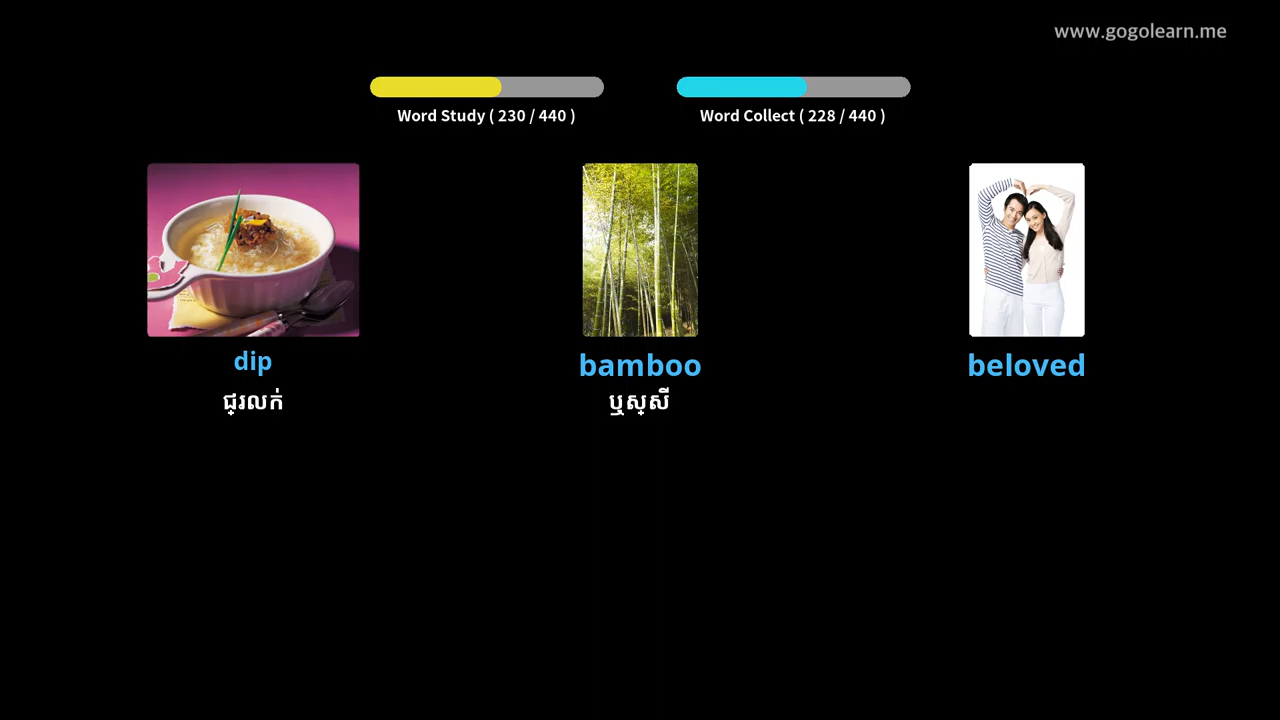 www.gogolearn.me
Word Study ( 230 / 440 )
Word Collect ( 228 / 440 )
dip
bamboo
beloved
ជ្រលក់
ឬស្សី